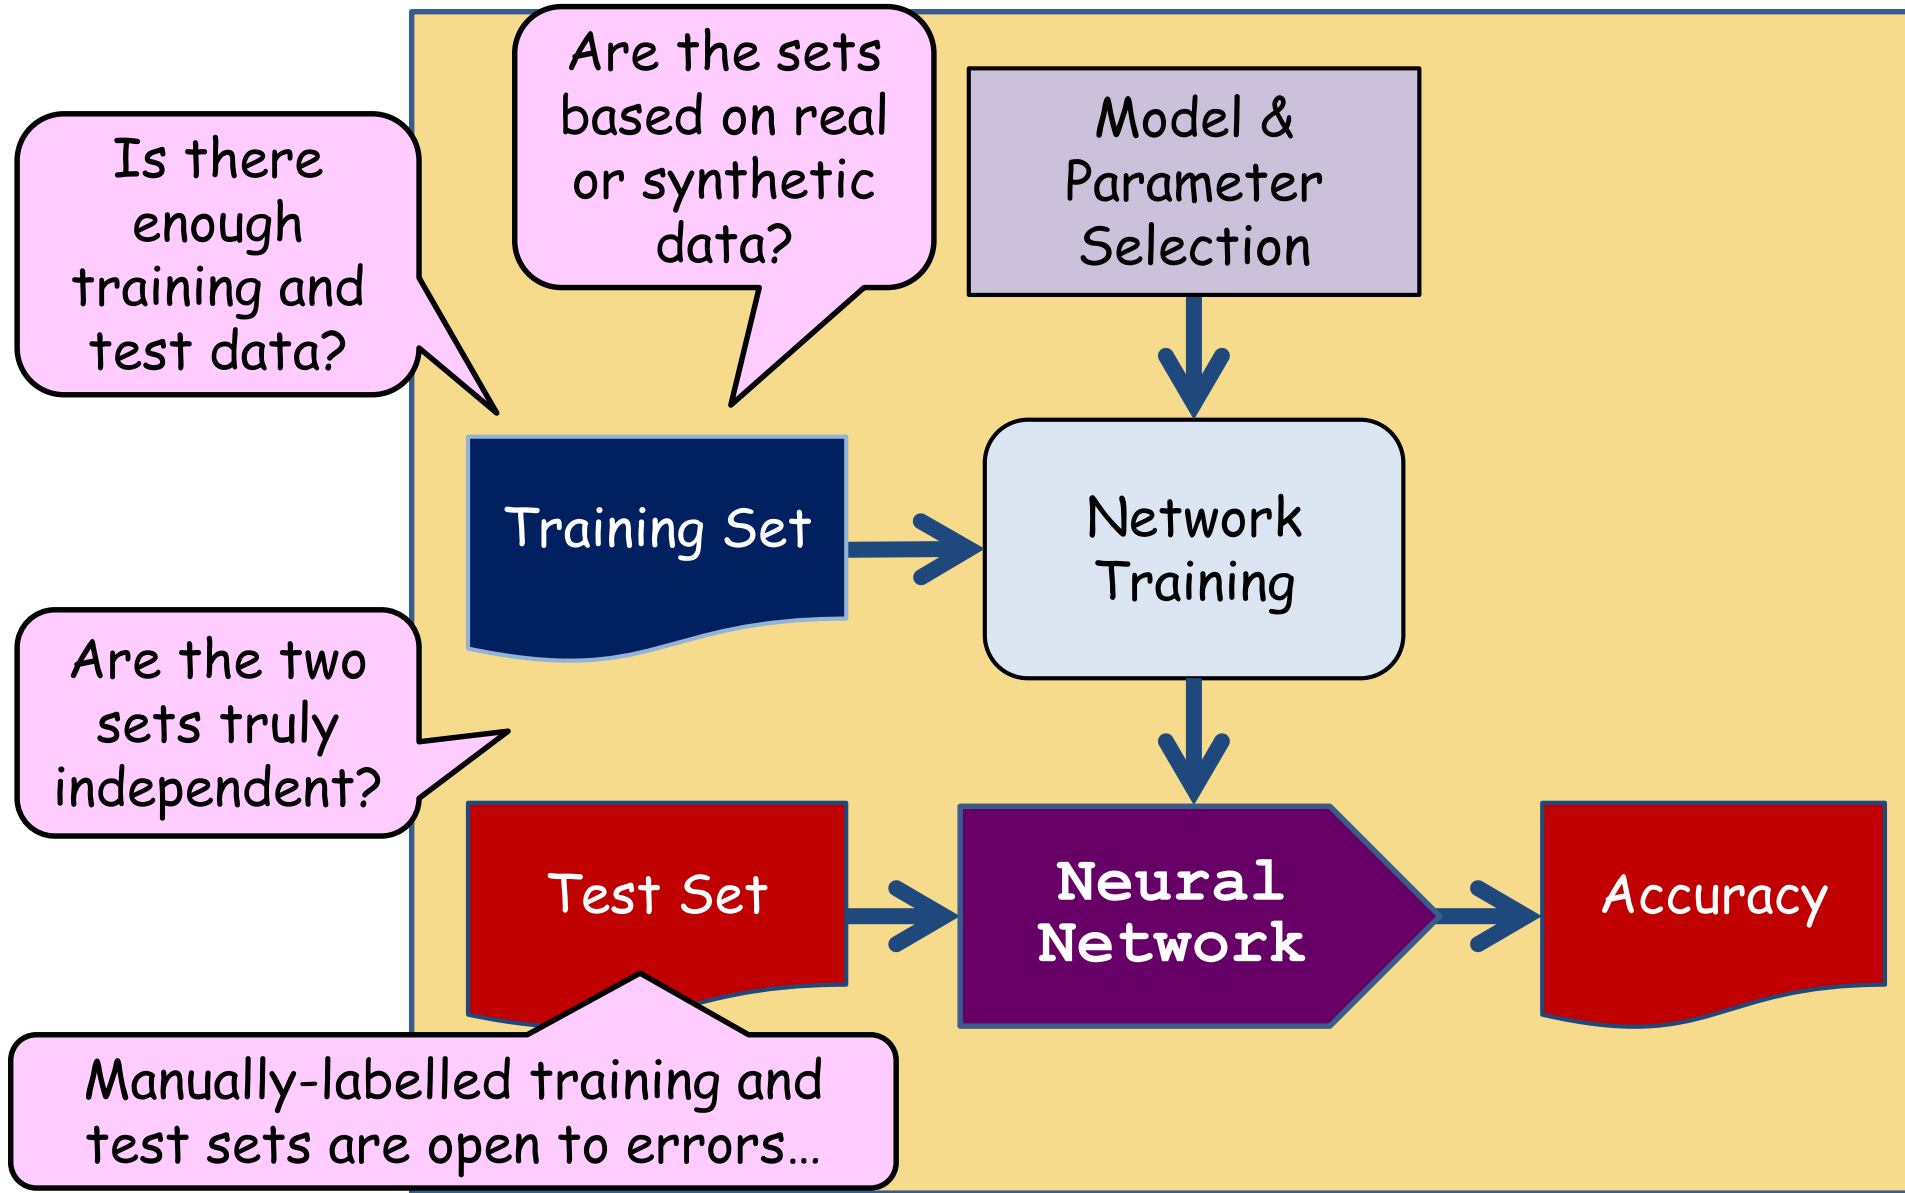 Are the sets
based on real
or synthetic
data?
Model &
Parameter
Selection
Is there
enough
training and
test data?
Training Set
Network
Training
Are the two
sets truly
independent?
Test Set
Neural
Network
Accuracy
Manually-labelled training and
test sets are open to errors…